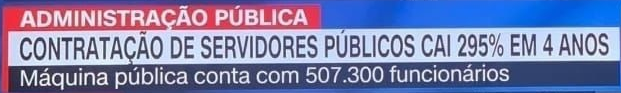 ADMINISTRAÇÃO PÚBLICA
CONTRATAÇÃO DE SERVIDORES PÚBLICOS CAI 295% EM 4 ANOS
Máquina pública conta com 507.300 funcionários